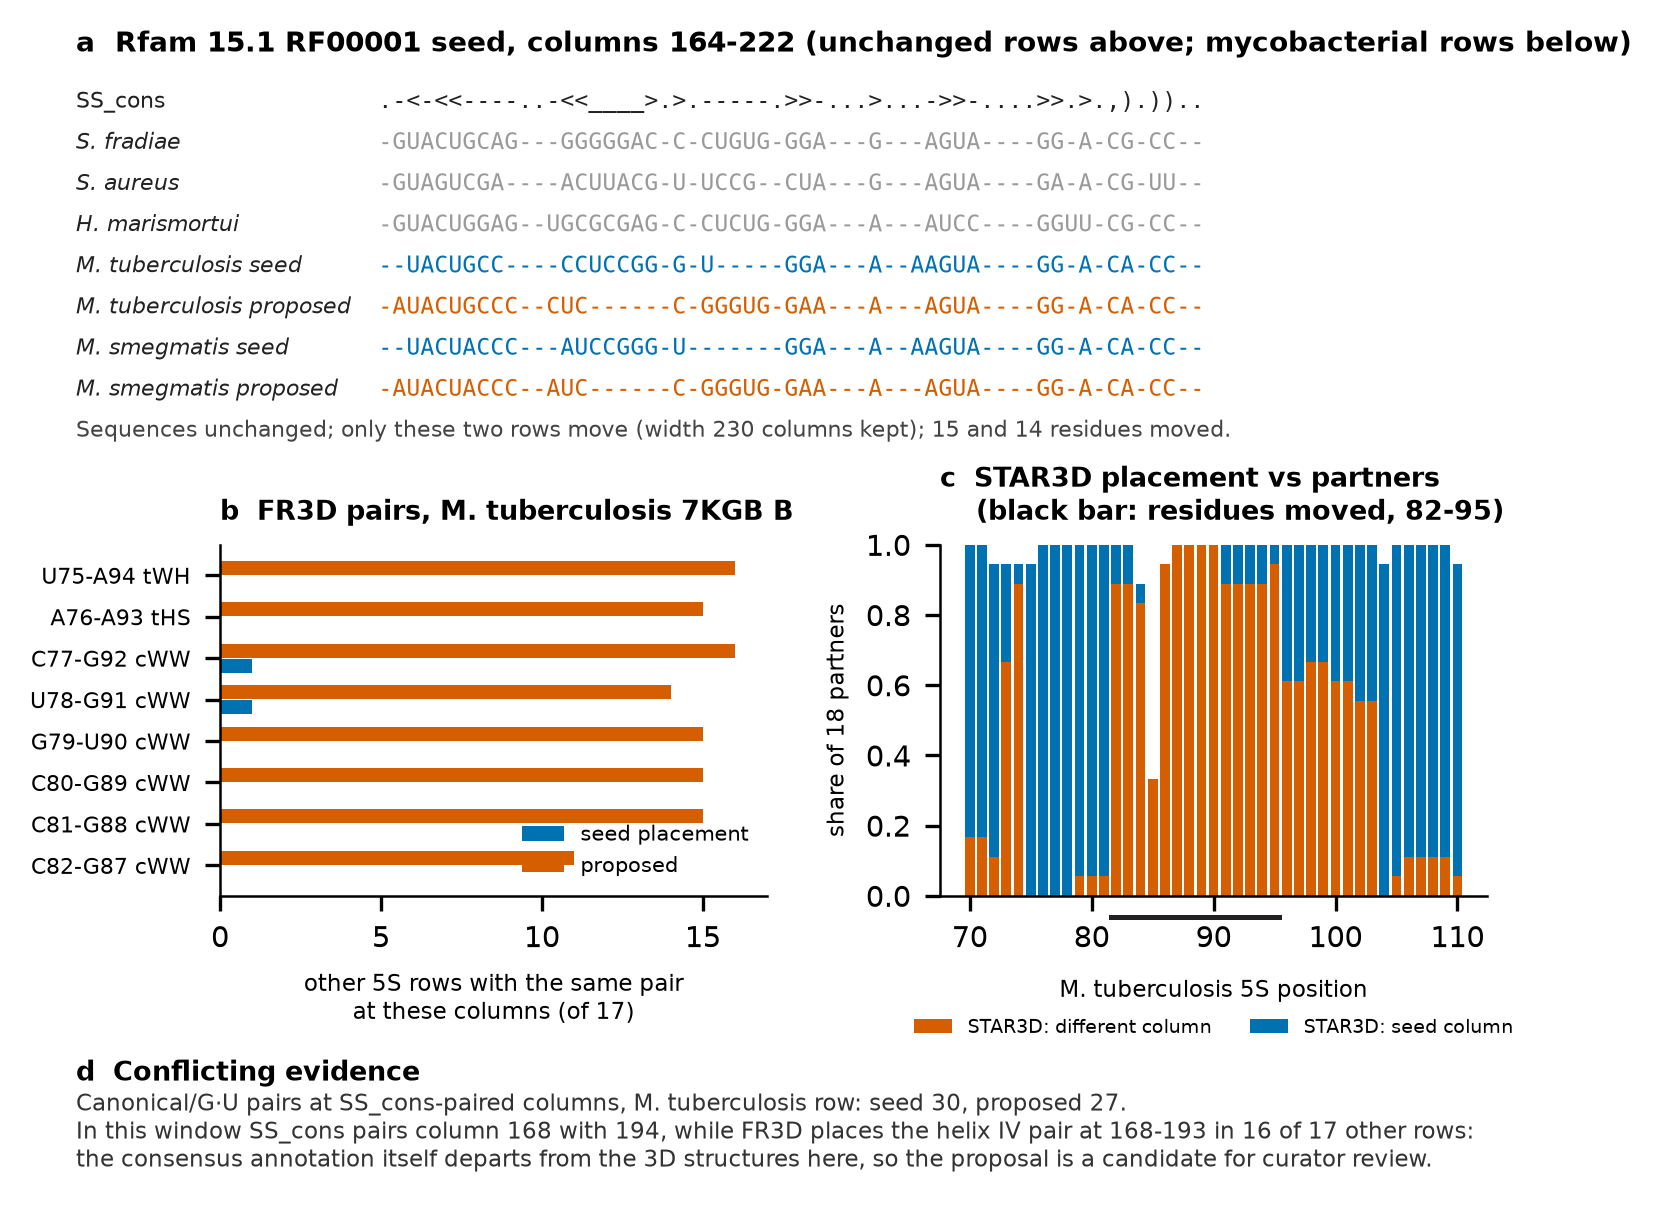 a  Rfam 15.1 RF00001 seed, columns 164-222 (unchanged rows above; mycobacterial rows below)
SS_cons .-<-<<----..-<<____>.>.-----.>>-...>...->>-....>>.>.,).))..
S. fradiae -GUACUGCAG---GGGGGAC-C-CUGUG-GGA---G---AGUA----GG-A-CG-CC--
S. aureus -GUAGUCGA----ACUUACG-U-UCCG--CUA---G---AGUA----GA-A-CG-UU--
H. marismortui -GUACUGGAG--UGCGCGAG-C-CUCUG-GGA---A---AUCC----GGUU-CG-CC--
M. tuberculosis seed --UACUGCC----CCUCCGG-G-U-----GGA---A--AAGUA----GG-A-CA-CC--
M. tuberculosis proposed -AUACUGCCC--CUC------C-GGGUG-GAA---A---AGUA----GG-A-CA-CC--
M. smegmatis seed --UACUACCC---AUCCGGG-U-------GGA---A--AAGUA----GG-A-CA-CC--
M. smegmatis proposed -AUACUACCC--AUC------C-GGGUG-GAA---A---AGUA----GG-A-CA-CC--
Sequences unchanged; only these two rows move (width 230 columns kept); 15 and 14 residues moved.
b  FR3D pairs, M. tuberculosis 7KGB B
U75-A94 tWH
A76-A93 tHS
C77-G92 cWW
U78-G91 cWW
G79-U90 cWW
C80-G89 cWW
C81-G88 cWW
C82-G87 cWW
seed placement
proposed
0 5 10 15
other 5S rows with the same pair
at these columns (of 17)
c  STAR3D placement vs partners
(black bar: residues moved, 82-95)
share of 18 partners
1.0
0.8
0.6
0.4
0.2
0.0
70 80 90 100 110
M. tuberculosis 5S position
STAR3D: different column STAR3D: seed column
d  Conflicting evidence
Canonical/G·U pairs at SS_cons-paired columns, M. tuberculosis row: seed 30, proposed 27.
In this window SS_cons pairs column 168 with 194, while FR3D places the helix IV pair at 168-193 in 16 of 17 other rows:
the consensus annotation itself departs from the 3D structures here, so the proposal is a candidate for curator review.